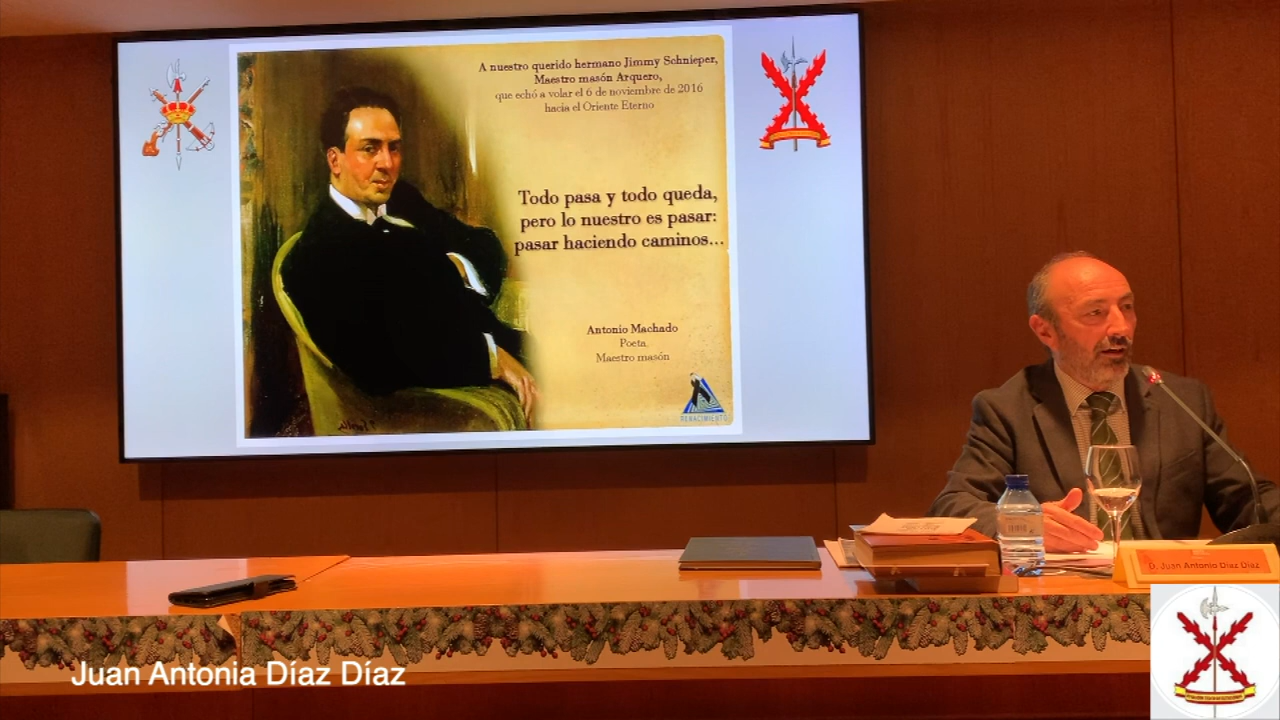 A nuestro querido hermano Jimmy Schnieper,
Maestro masón Arquero,
que echó a volar el 6 de noviembre de 2016
hacia el Oriente Eterno
Todo pasa y todo queda,
pero lo nuestro es pasar:
pasar haciendo caminos...
Antonio Machado
Poeta.
Maestro masón
RENACIMIENTO
D. Juan Antonio Díaz Díaz
Juan Antonia Díaz Díaz